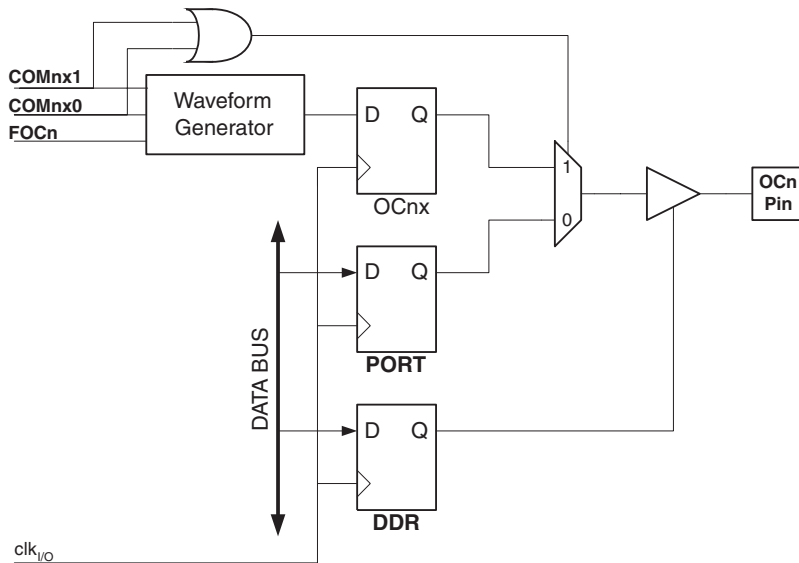 COMnx1
COMnx0
FOCn
Waveform
Generator
D Q
OCnx
1
0
OCn
Pin
D Q
PORT
DATA BUS
D Q
DDR
clkI/O